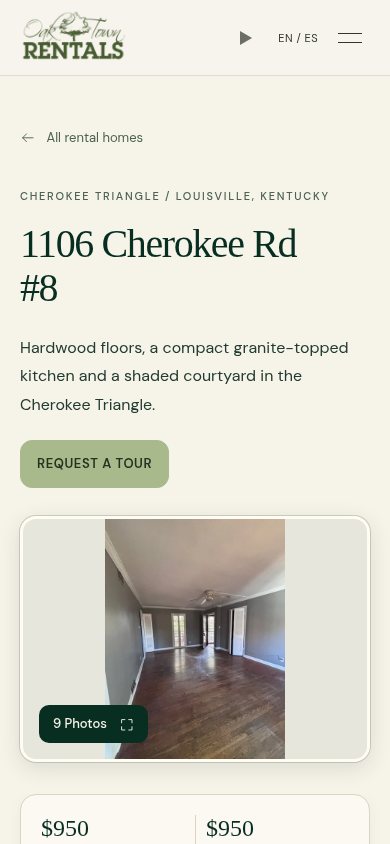 Oak Town
RENTALS
EN / ES
← All rental homes
CHEROKEE TRIANGLE / LOUISVILLE, KENTUCKY
1106 Cherokee Rd
#8
Hardwood floors, a compact granite-topped
kitchen and a shaded courtyard in the
Cherokee Triangle.
REQUEST A TOUR
9 Photos
$950
$950